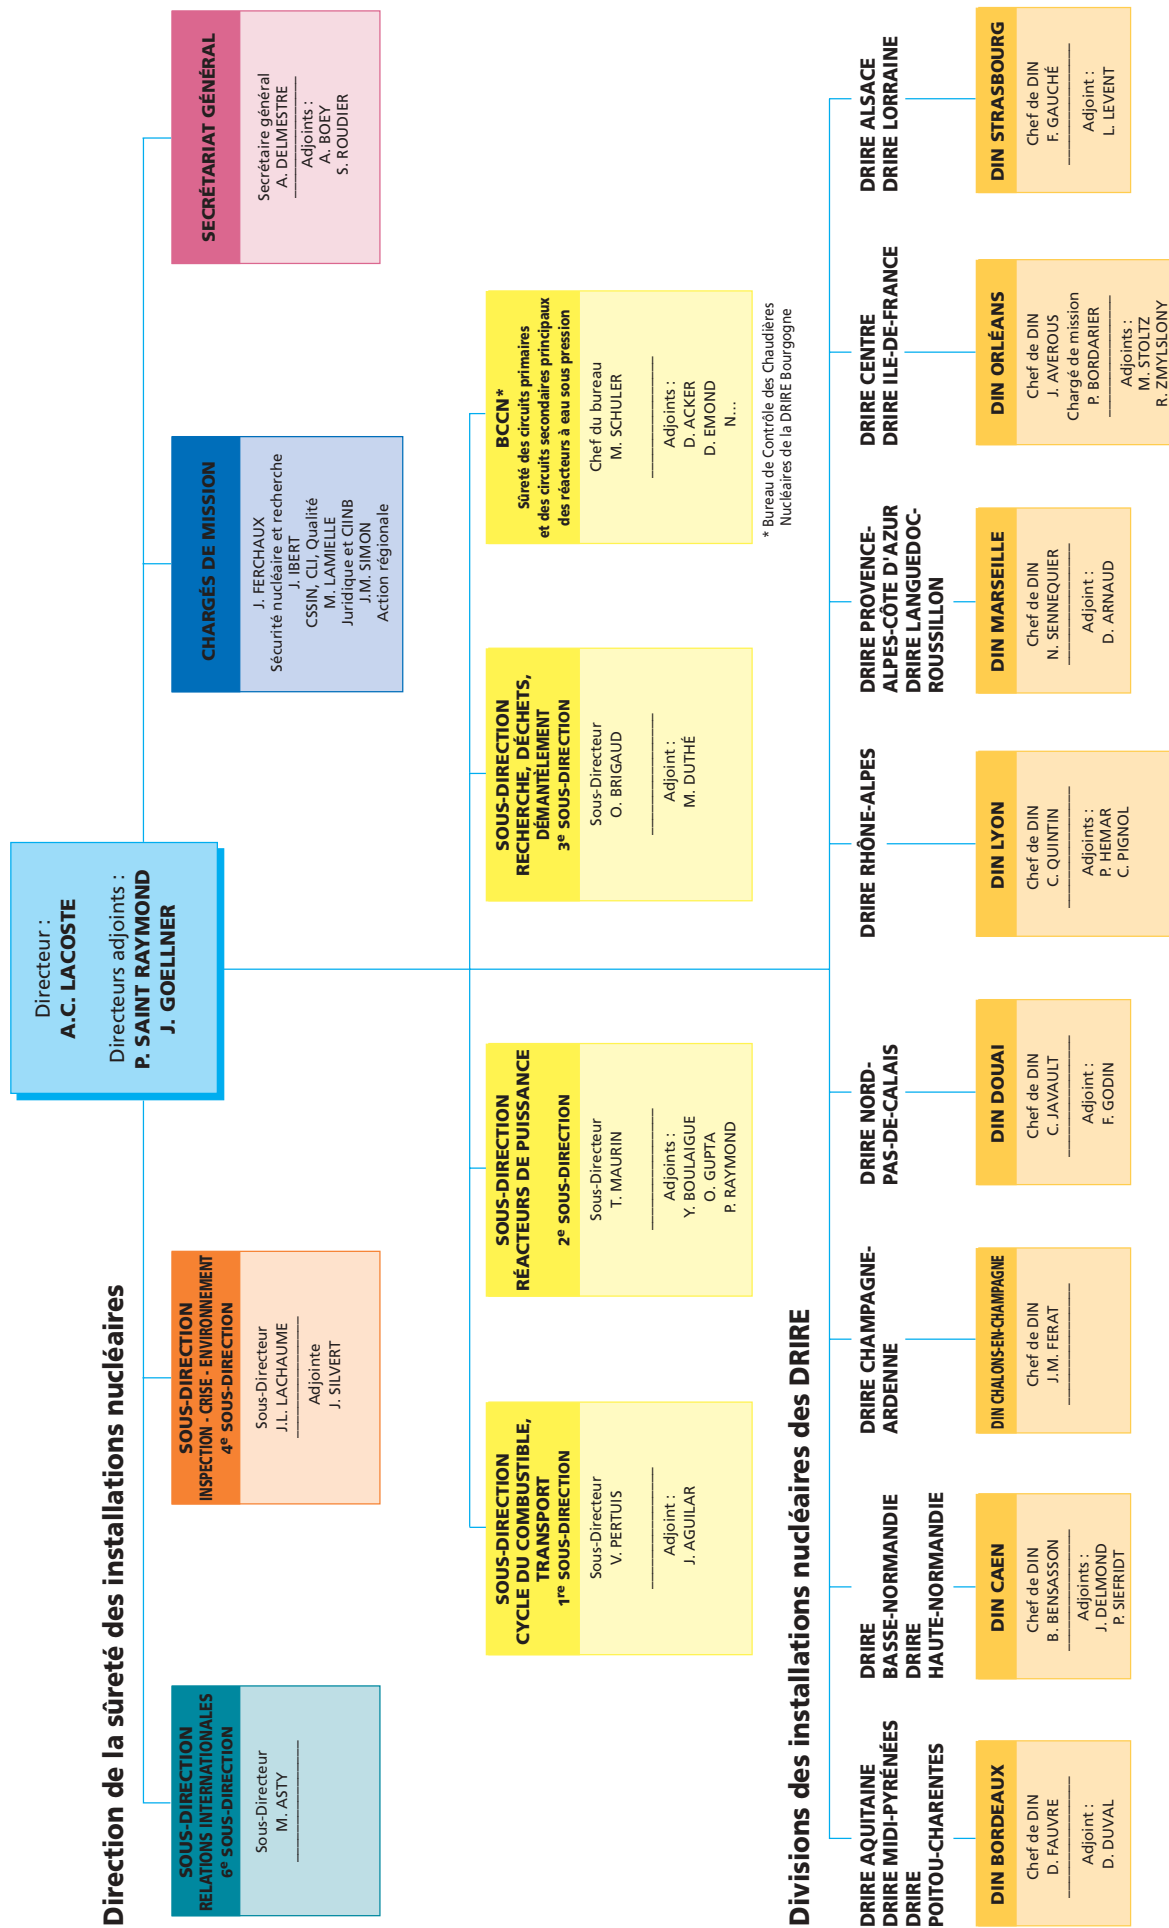 Directeur :
A.C. LACOSTE
Directeurs adjoints :
P. SAINT RAYMOND
J. GOELLNER
Direction de la sûreté des installations nucléaires
SOUS-DIRECTION
RELATIONS INTERNATIONALES
6e SOUS-DIRECTION
Sous-Directeur
M. ASTY
SOUS-DIRECTION
INSPECTION - CRISE - ENVIRONNEMENT
4e SOUS-DIRECTION
Sous-Directeur
J.L. LACHAUME
Adjointe
J. SILVERT
CHARGÉS DE MISSION
J. FERCHAUX
Sécurité nucléaire et recherche
J. IBERT
CSSIN, CLI, Qualité
M. LAMIELLE
Juridique et CIINB
J.M. SIMON
Action régionale
SECRÉTARIAT GÉNÉRAL
Secrétaire général
A. DELMESTRE
Adjoints :
A. BOEY
S. ROUDIER
SOUS-DIRECTION
CYCLE DU COMBUSTIBLE,
TRANSPORT
1re SOUS-DIRECTION
Sous-Directeur
V. PERTUIS
Adjoint :
J. AGUILAR
SOUS-DIRECTION
RÉACTEURS DE PUISSANCE
2e SOUS-DIRECTION
Sous-Directeur
T. MAURIN
Adjoints :
Y. BOULAIGUE
O. GUPTA
P. RAYMOND
SOUS-DIRECTION
RECHERCHE, DÉCHETS,
DÉMANTÈLEMENT
3e SOUS-DIRECTION
Sous-Directeur
O. BRIGAUD
Adjoint :
M. DUTHÉ
BCCN*
Sûreté des circuits primaires
et des circuits secondaires principaux
des réacteurs à eau sous pression
Chef du bureau
M. SCHULER
Adjoints :
D. ACKER
D. EMOND
N...
* Bureau de Contrôle des Chaudières
Nucléaires de la DRIRE Bourgogne
Divisions des installations nucléaires des DRIRE
DRIRE AQUITAINE
DRIRE MIDI-PYRÉNÉES
DRIRE
POITOU-CHARENTES
DIN BORDEAUX
Chef de DIN
D. FAUVRE
Adjoint :
D. DUVAL
DRIRE
BASSE-NORMANDIE
DRIRE
HAUTE-NORMANDIE
DIN CAEN
Chef de DIN
B. BENSASSON
Adjoints :
J. DELMOND
P. SIEFRIDT
DRIRE CHAMPAGNE-
ARDENNE
DIN CHALONS-EN-CHAMPAGNE
Chef de DIN
J.M. FERAT
DRIRE NORD-
PAS-DE-CALAIS
DIN DOUAI
Chef de DIN
C. JAVAULT
Adjoint :
F. GODIN
DRIRE RHÔNE-ALPES
DIN LYON
Chef de DIN
C. QUINTIN
Adjoints :
P. HEMAR
C. PIGNOL
DRIRE PROVENCE-
ALPES-CÔTE D'AZUR
DRIRE LANGUEDOC-
ROUSSILLON
DIN MARSEILLE
Chef de DIN
N. SENNEQUIER
Adjoint :
D. ARNAUD
DRIRE CENTRE
DRIRE ILE-DE-FRANCE
DIN ORLÉANS
Chef de DIN
J. AVEROUS
Chargé de mission
P. BORDARIER
Adjoints :
M. STOLTZ
R. ZMYLSLONY
DRIRE ALSACE
DRIRE LORRAINE
DIN STRASBOURG
Chef de DIN
F. GAUCHÉ
Adjoint :
L. LEVENT